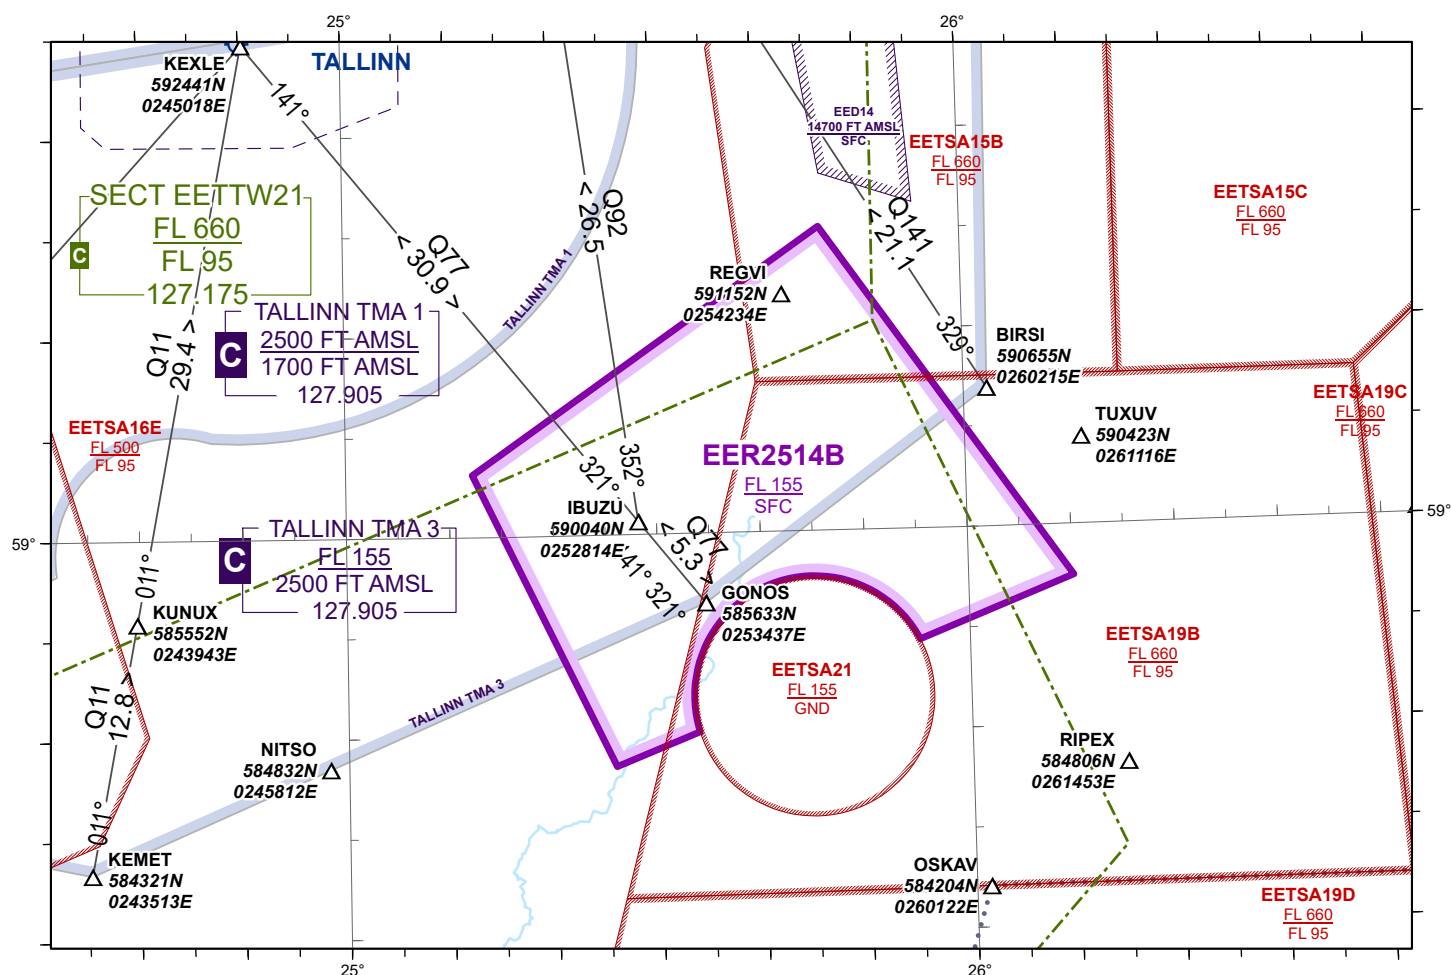 25°
26°
KEXLE
592441N
0245018E
TALLINN
141°
EED14
14700 FT AMSL
SFC
EETSA15B
FL 660
FL 95
EETSA15C
FL 660
FL 95
SECT EETTW21
FL 660
FL 95
127.175
C
Q92
< 26.5
Q141
< 21.1
Q77
< 30.9 >
TALLINN TMA 1
REGVI
591152N
0254234E
Q11
29.4 >
TALLINN TMA 1
2500 FT AMSL
1700 FT AMSL
127.905
C
329°
BIRSI
590655N
0260215E
EETSA19C
FL 660
FL 95
TUXUV
590423N
0261116E
EETSA16E
FL 500
FL 95
EER2514B
FL 155
SFC
352°
321°
IBUZU
590040N
0252814E
Q77
< 5.3 >
141°
321°
59°
59°
TALLINN TMA 3
FL 155
2500 FT AMSL
127.905
C
011°
KUNUX
585552N
0243943E
GONOS
585633N
0253437E
EETSA19B
FL 660
FL 95
EETSA21
FL 155
GND
Q11
12.8 >
TALLINN TMA 3
NITSO
584832N
0245812E
RIPEX
584806N
0261453E
011°
KEMET
584321N
0243513E
OSKAV
584204N
0260122E
EETSA19D
FL 660
FL 95
25°
26°